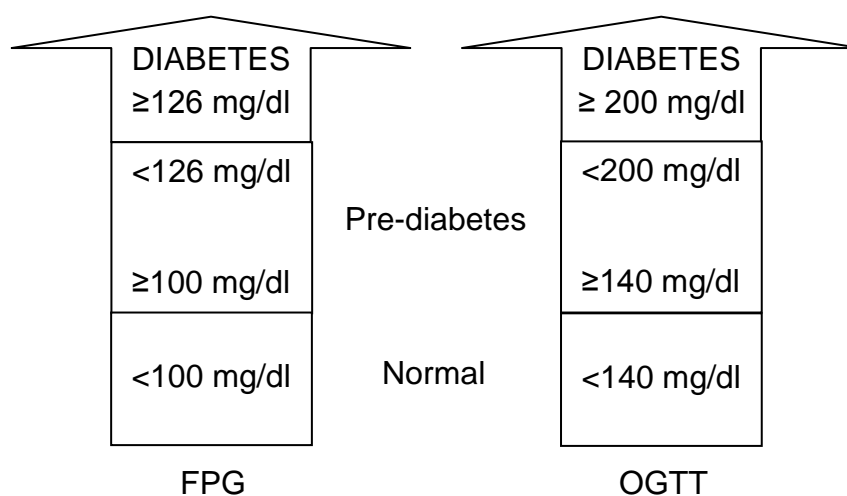 DIABETES
≥126 mg/dl
<126 mg/dl
≥100 mg/dl
<100 mg/dl
FPG
Pre-diabetes
Normal
DIABETES
≥ 200 mg/dl
<200 mg/dl
≥140 mg/dl
<140 mg/dl
OGTT